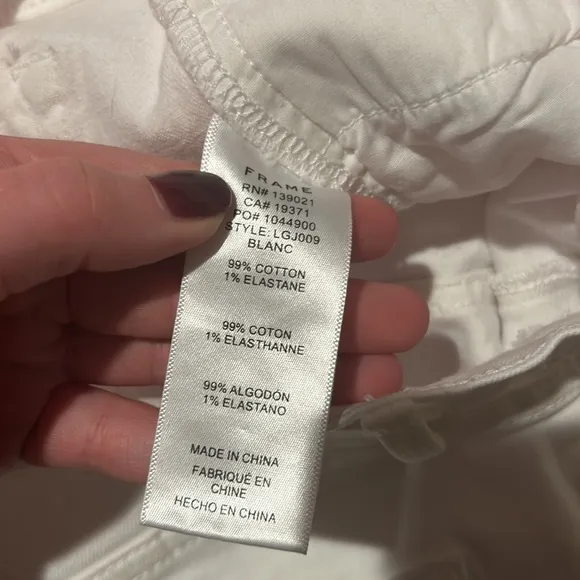 FRAME
RN# 139021
CA# 19371
PO# 1044900
STYLE: LGJ009
BLANC
99% COTTON
1% ELASTANE
99% COTON
1% ELASTHANNE
99% ALGODÓN
1% ELASTANO
MADE IN CHINA
FABRIQUÉ EN
CHINE
HECHO EN CHINA